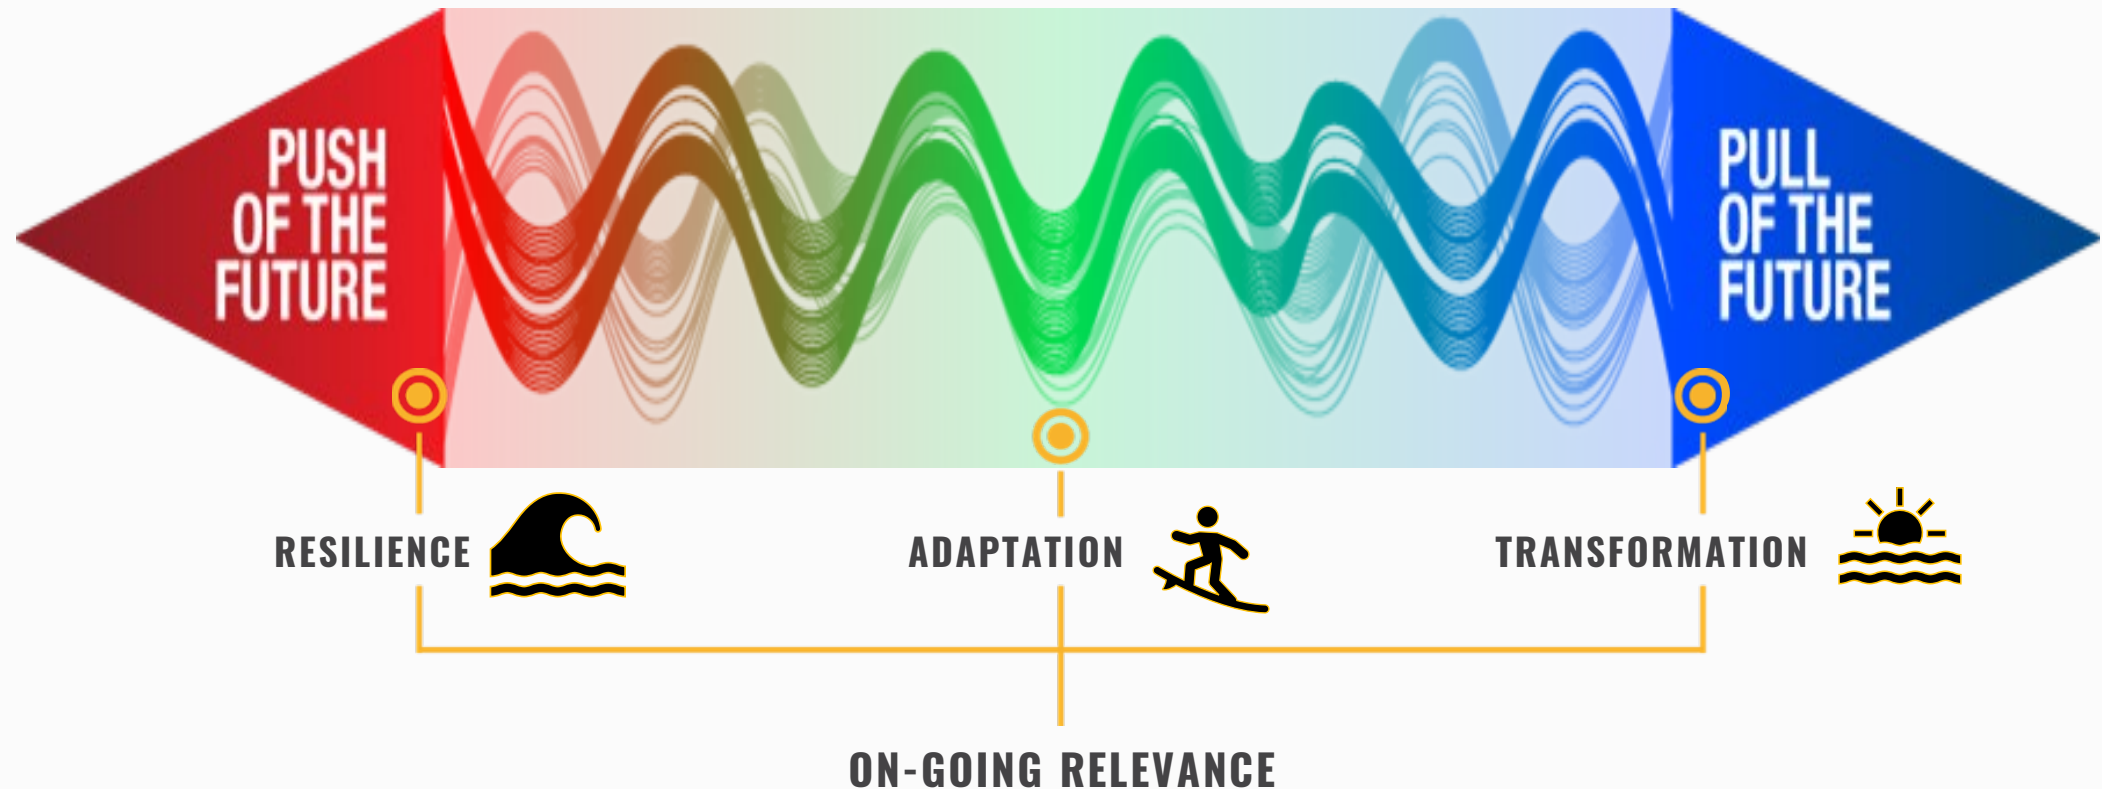 PUSH
OF THE
FUTURE
PULL
OF THE
FUTURE
RESILIENCE
ADAPTATION
TRANSFORMATION
ON-GOING RELEVANCE